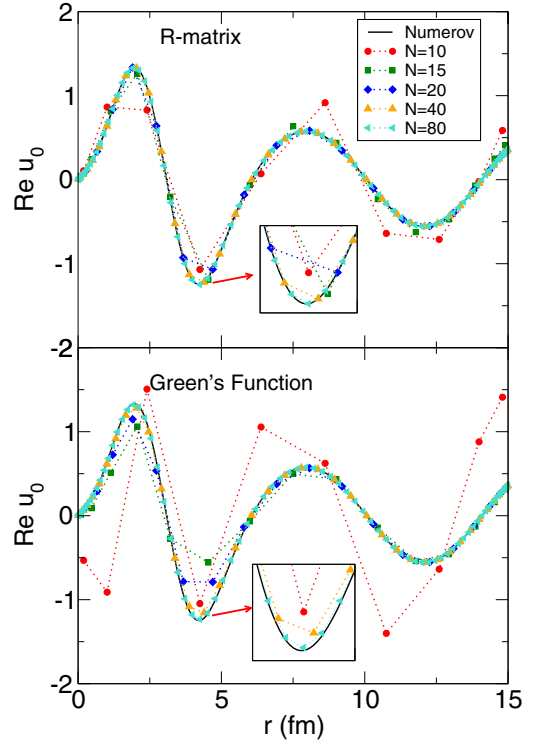 2
R-matrix
Numerov
N=10
N=15
N=20
N=40
N=80
1
Re u0
0
-1
-2
Green's Function
1
Re u0
0
-1
-2
0
5
10
15
r (fm)